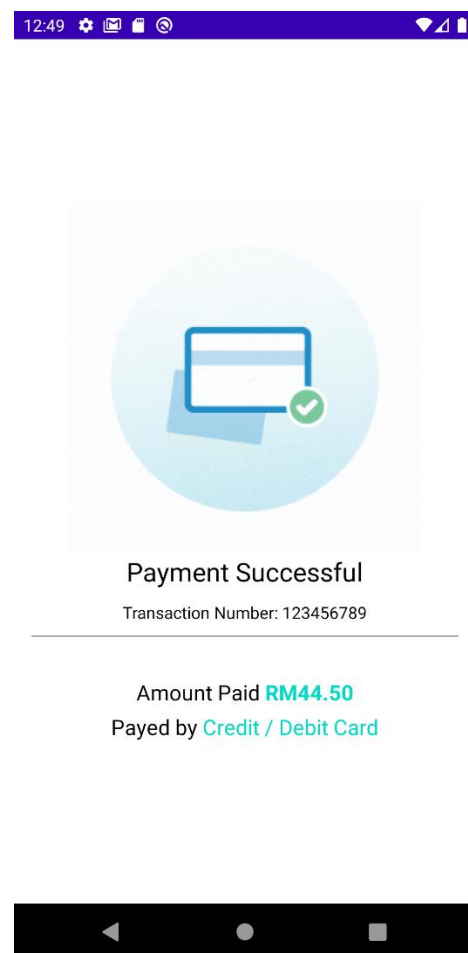 12:49
Payment Successful
Transaction Number: 123456789
Amount Paid RM44.50
Payed by Credit / Debit Card